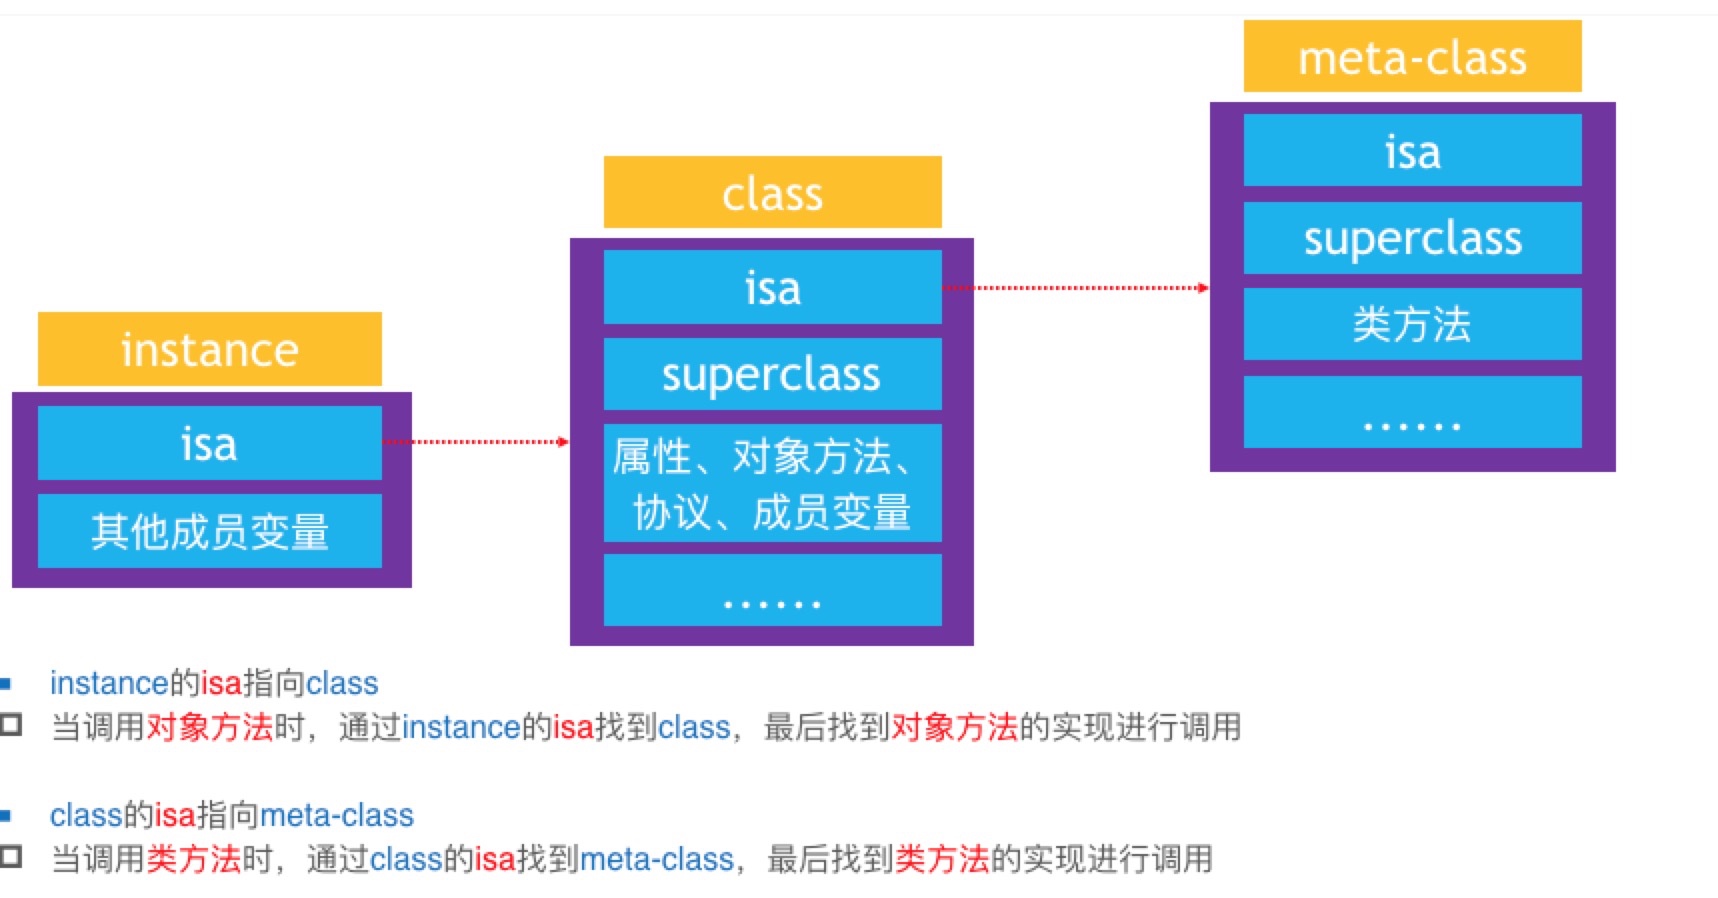 meta-class
isa
superclass
类方法
......
class
isa
superclass
属性、对象方法、
协议、成员变量
......
instance
isa
其他成员变量
instance的isa指向class
当调用对象方法时，通过instance的isa找到class，最后找到对象方法的实现进行调用
class的isa指向meta-class
当调用类方法时，通过class的isa找到meta-class，最后找到类方法的实现进行调用